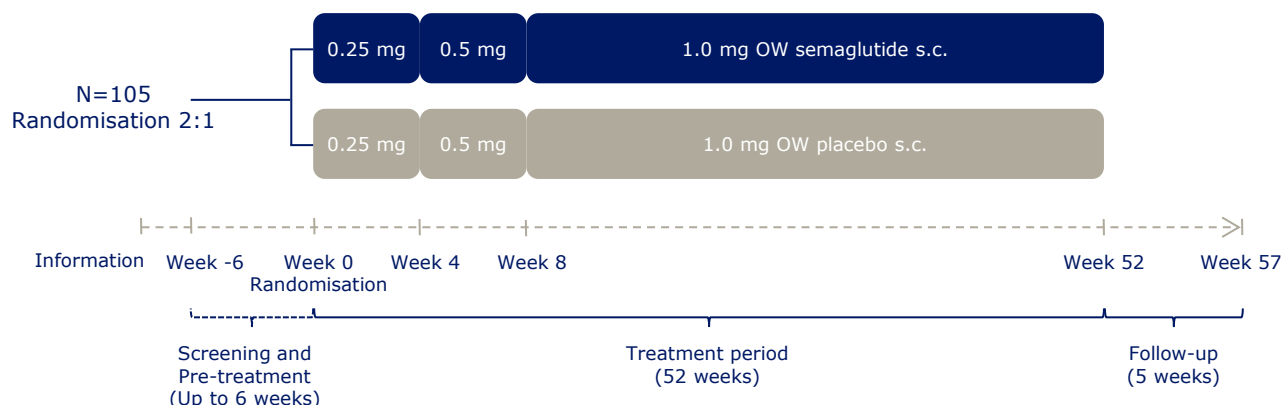 0.25 mg 0.5 mg 1.0 mg OW semaglutide s.c.
N=105
Randomisation 2:1
0.25 mg 0.5 mg 1.0 mg OW placebo s.c.
Information Week -6 Week 0 Week 4 Week 8 Week 52 Week 57
Randomisation
Screening and Treatment period Follow-up
Pre-treatment (52 weeks) (5 weeks)
(Up to 6 weeks)